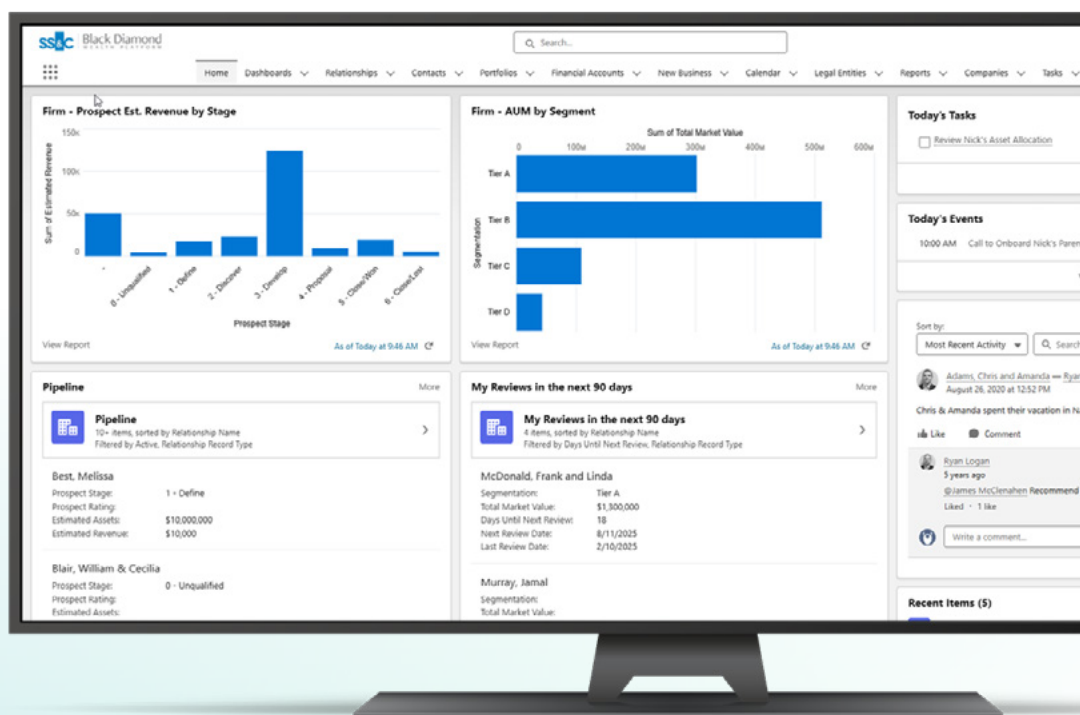 SS&C Black Diamond
WEALTH PLATFORM
Search...
Home Dashboards Relationships Contacts Portfolios Financial Accounts New Business Calendar Legal Entities Reports Companies Tasks
Firm - Prospect Est. Revenue by Stage
150k
100k
50k
0
Sum of Estimated Revenue
-
0 - Unqualified
1 - Define
2 - Discover
3 - Develop
4 - Proposal
5 - Close/Won
6 - Close/Lost
Prospect Stage
View Report
As of Today at 9:46 AM
Firm - AUM by Segment
Sum of Total Market Value
0 100M 200M 300M 400M 500M 600M
Segmentation
Tier A
Tier B
Tier C
Tier D
View Report
As of Today at 9:46 AM
Today's Tasks
Review Nick's Asset Allocation
Today's Events
10:00 AM Call to Onboard Nick's Paren
Pipeline
More
Pipeline
10+ items, sorted by Relationship Name
Filtered by Active, Relationship Record Type
Best, Melissa
Prospect Stage: 1 - Define
Prospect Rating:
Estimated Assets: $10,000,000
Estimated Revenue: $10,000
Blair, William & Cecilia
Prospect Stage: 0 - Unqualified
Prospect Rating:
Estimated Assets:
My Reviews in the next 90 days
More
My Reviews in the next 90 days
4 items, sorted by Relationship Name
Filtered by Days Until Next Review, Relationship Record Type
McDonald, Frank and Linda
Segmentation: Tier A
Total Market Value: $1,300,000
Days Until Next Review: 18
Next Review Date: 8/11/2025
Last Review Date: 2/10/2025
Murray, Jamal
Segmentation:
Total Market Value:
Sort by:
Most Recent Activity
Search
Adams, Chris and Amanda — Ryan
August 26, 2020 at 12:52 PM
Chris & Amanda spent their vacation in Na
Like Comment
Ryan Logan
5 years ago
@James McClenahen Recommend
Liked · 1 like
Write a comment...
Recent Items (5)